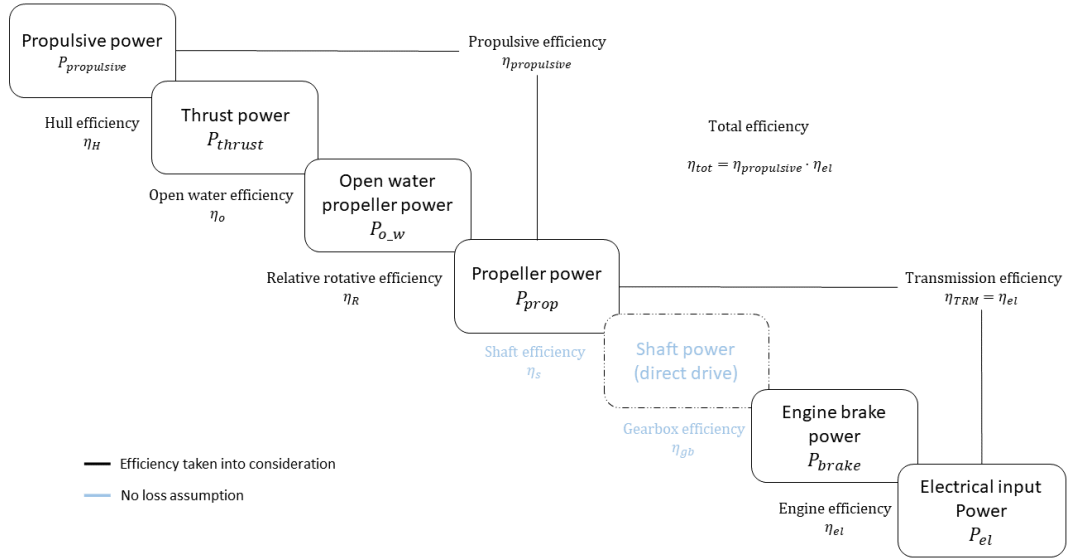 Propulsive power
P_propulsive
Propulsive efficiency
η_propulsive
Hull efficiency
η_H
Thrust power
P_thrust
Total efficiency
η_tot = η_propulsive · η_el
Open water efficiency
η_o
Open water
propeller power
P_o_w
Relative rotative efficiency
η_R
Propeller power
P_prop
Transmission efficiency
η_TRM = η_el
Shaft efficiency
η_s
Shaft power
(direct drive)
Gearbox efficiency
η_gb
Engine brake
power
P_brake
Efficiency taken into consideration
No loss assumption
Engine efficiency
η_el
Electrical input
Power
P_el